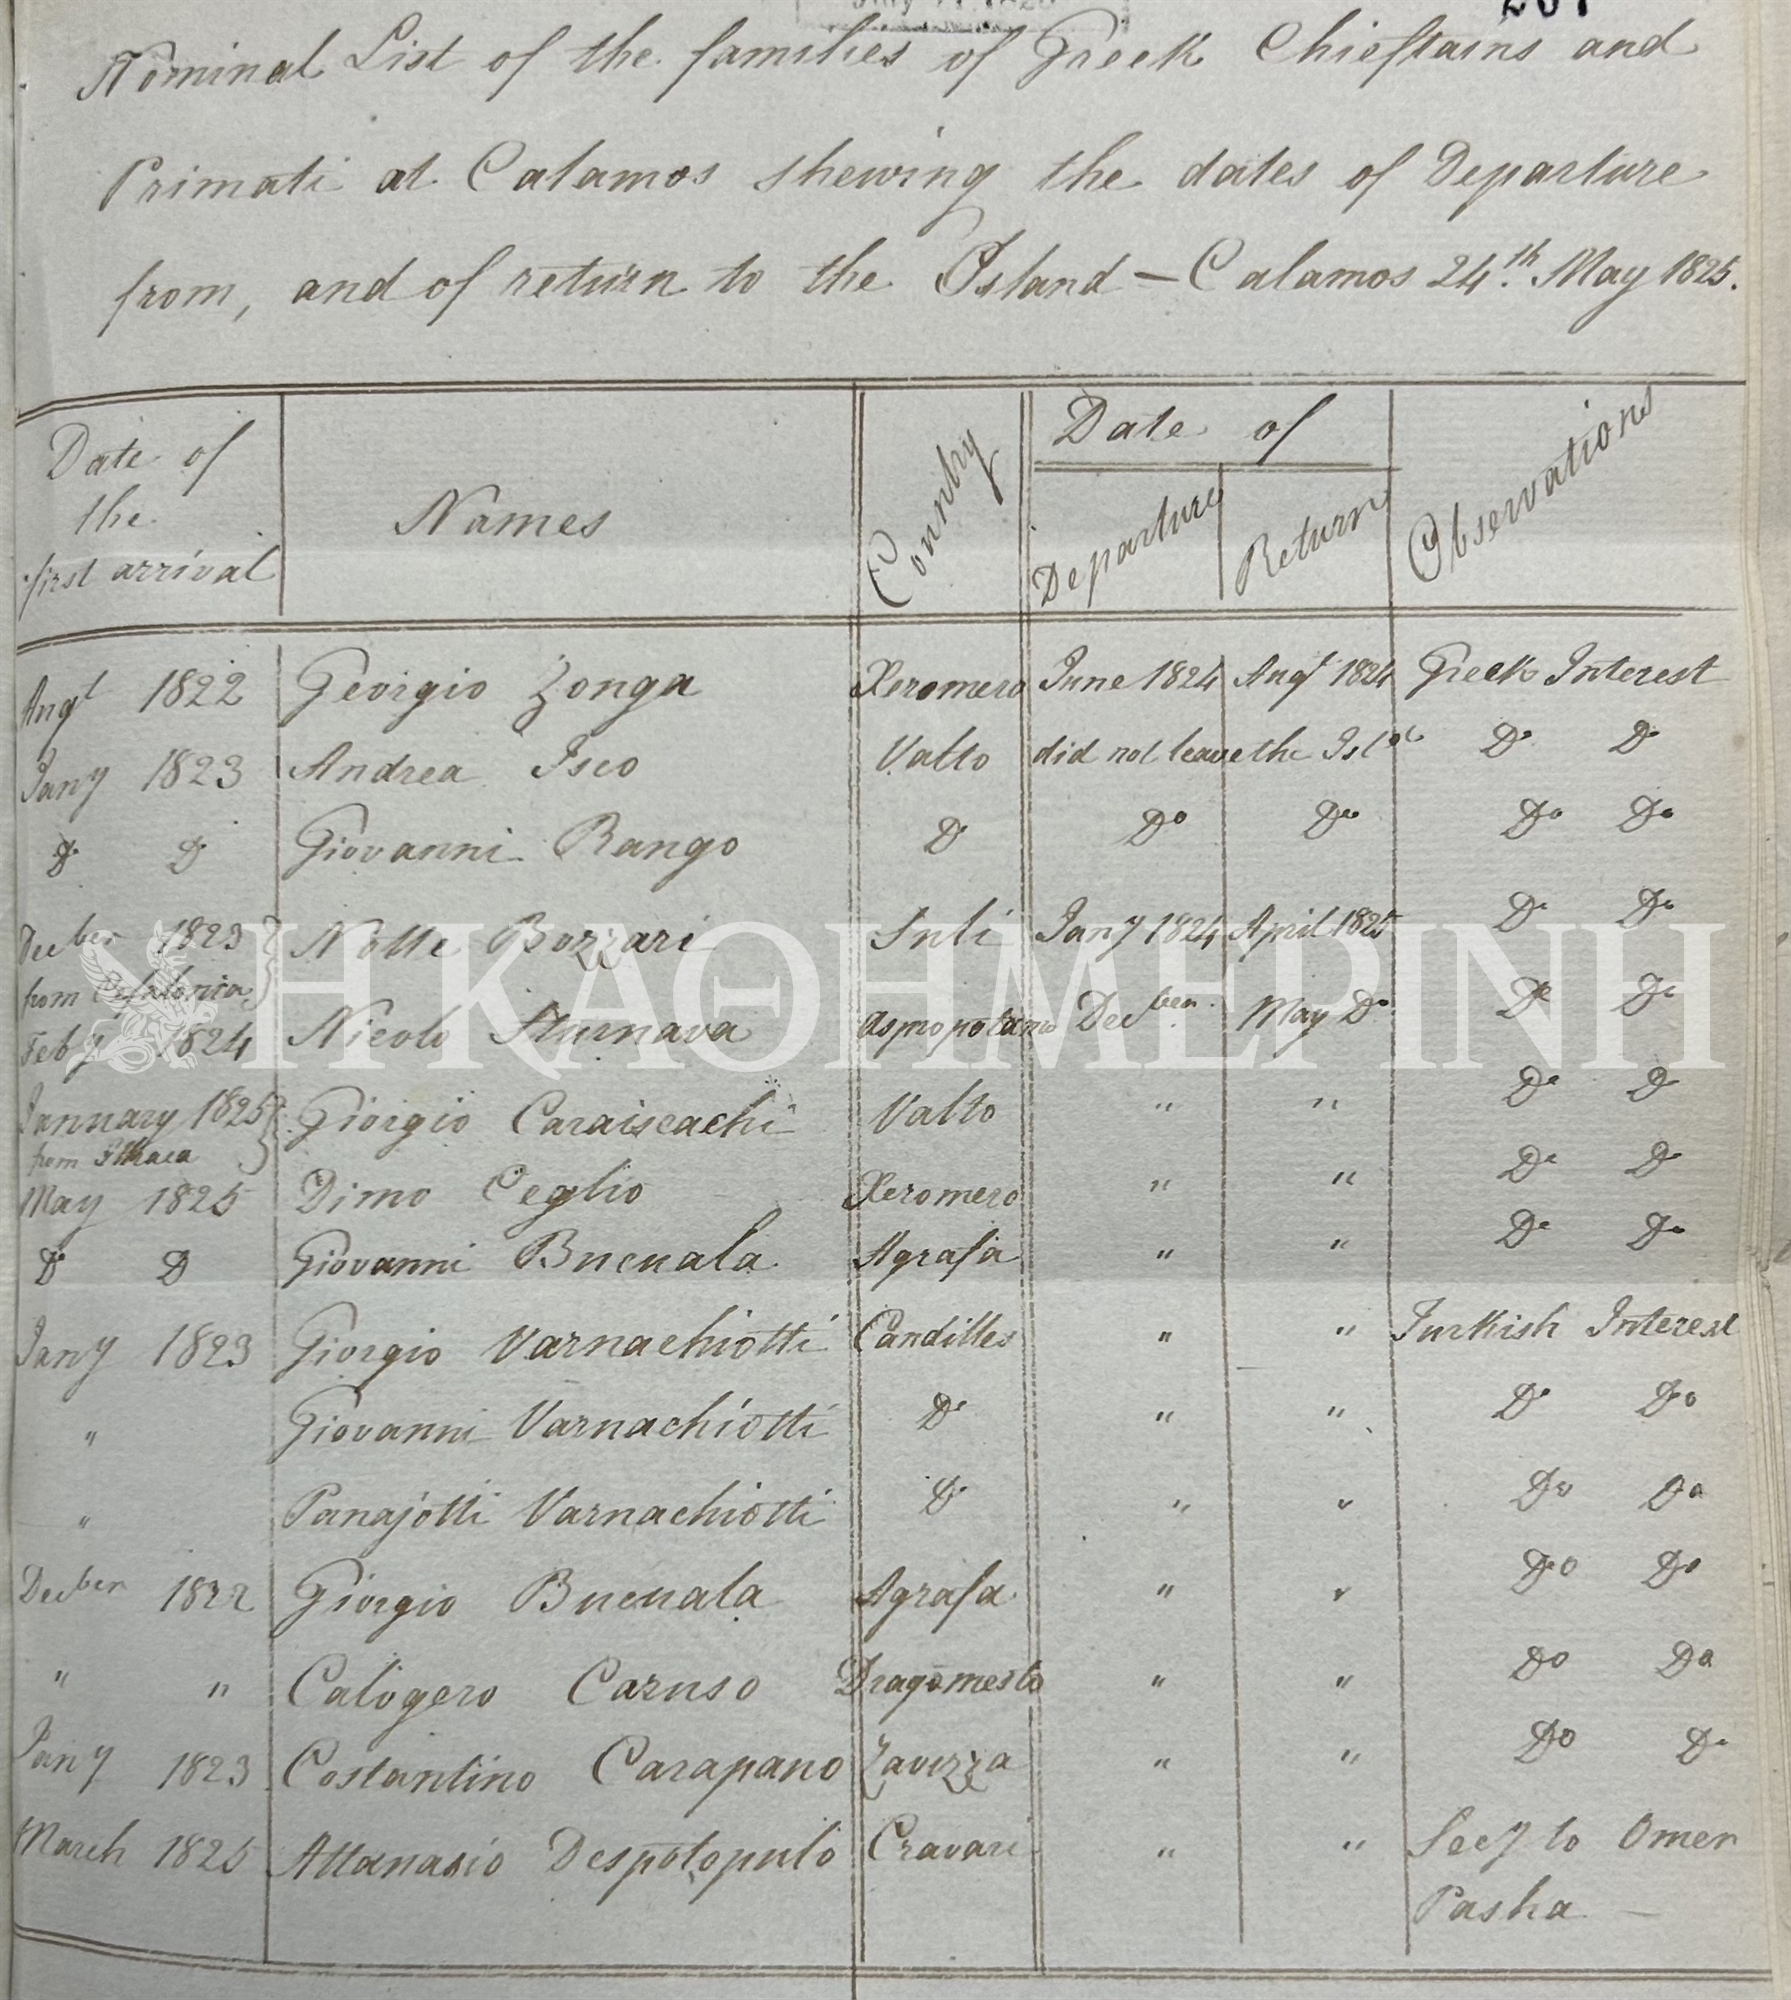 Nominal List of the families of Greek Chieftains and
Primati at Calamos shewing the dates of Departure
from, and of return to the Island - Calamos 24th May 1825.
Date of the first arrival Names Country Date of Departure Return Observations
Augt 1822 Georgio Zonga Xeromero June 1824 Augt 1824 Greek Interest
Jany 1823 Andrea Isco Valto did not leave the Isld Do Do
Do Do Giovanni Rango Do Do Do Do Do
Decber 1823 from Cefalonia Notte Bozzari Suli Jany 1824 April 1825 Do Do
Feby 1824 Nicolo Sturnara Aspropotamo Decber May Do Do Do
January 1825 from Ithaca Giorgio Caraiscachi Valto " " Do Do
May 1825 Dimo Ceglio Xeromero " " Do Do
Do Do Giovanni Bucuala Agrafa " " Do Do
Jany 1823 Giorgio Varnachiotti Candilles " " Turkish Interest
" Giovanni Varnachiotti Do " " Do Do
" Panajotti Varnachiotti Do " " Do Do
Decber 1822 Giorgio Bucuala Agrafa " " Do Do
" " Calogero Caruso Dragomesto " " Do Do
Jany 1823 Costantino Carapano Zavizza " " Do Do
March 1825 Attanasio Despotopulo Cravari " " Secy to Omer
Pasha
Η ΚΑΘΗΜΕΡΙΝΗ